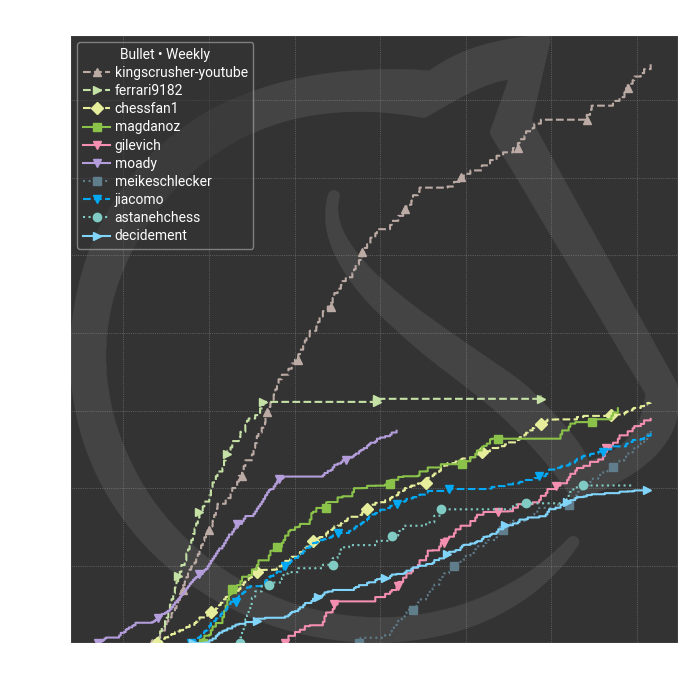 Bullet • Weekly
kingscrusher-youtube
ferrari9182
chessfan1
magdanoz
gilevich
moady
meikeschlecker
jiacomo
astanehchess
decidement